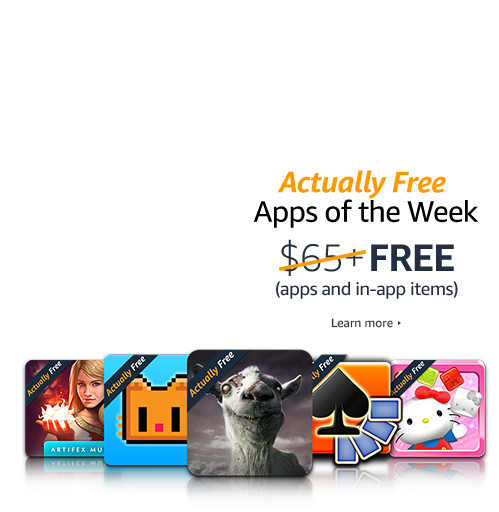 Actually Free
Apps of the Week
$65+ FREE
(apps and in-app items)
Learn more ‣
Actually Free
Actually Free
Actually Free
Actually Free
ARTIFEX MU